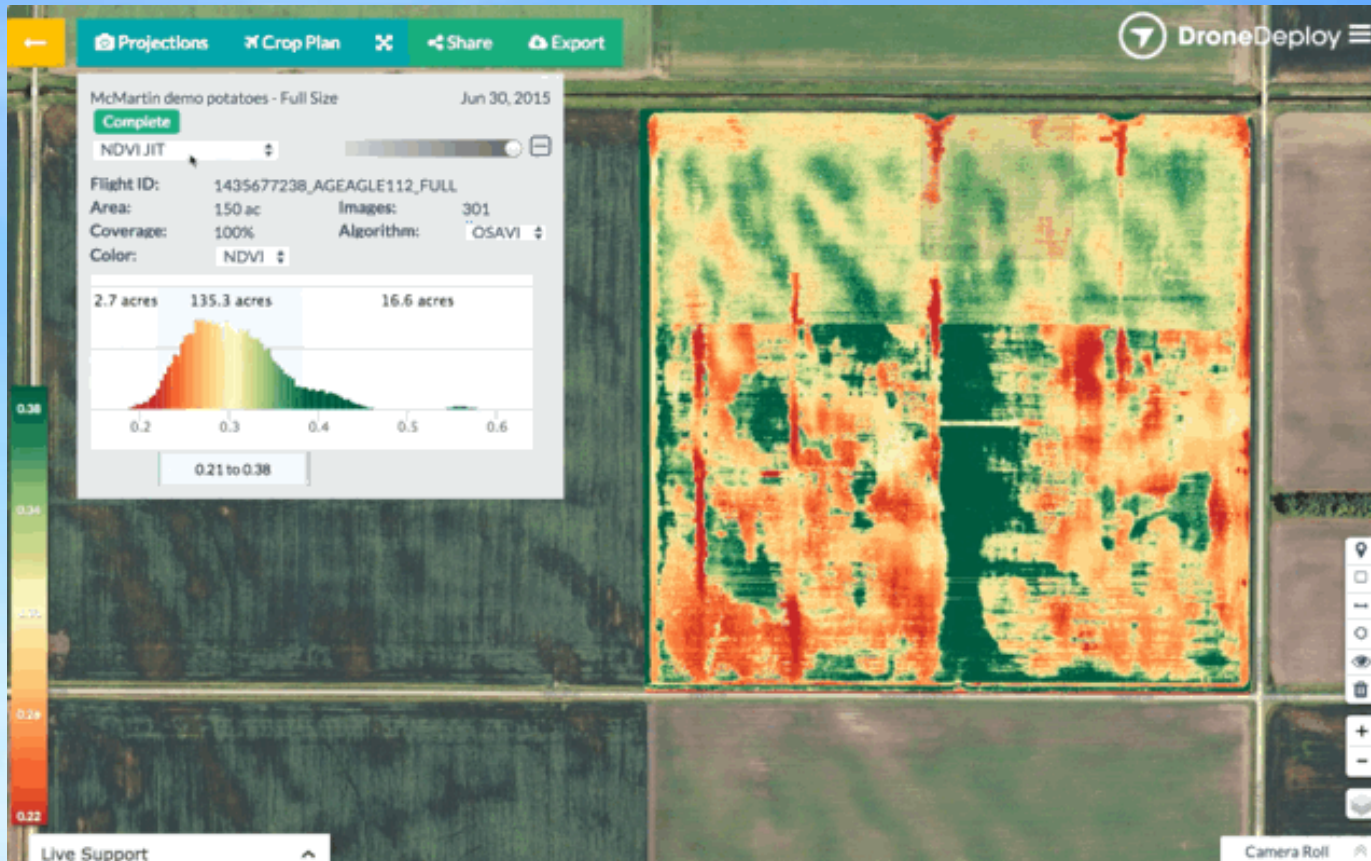 ←
Projections
Crop Plan
Share
Export
DroneDeploy
McMartin demo potatoes - Full Size Jun 30, 2015
Complete
NDVI JIT
Flight ID: 1435677238_AGEAGLE112_FULL
Area: 150 ac Images: 301
Coverage: 100% Algorithm: OSAVI
Color: NDVI
2.7 acres 135.3 acres 16.6 acres
0.2 0.3 0.4 0.5 0.6
0.21 to 0.38
0.38
0.34
0.26
0.22
Live Support
Camera Roll